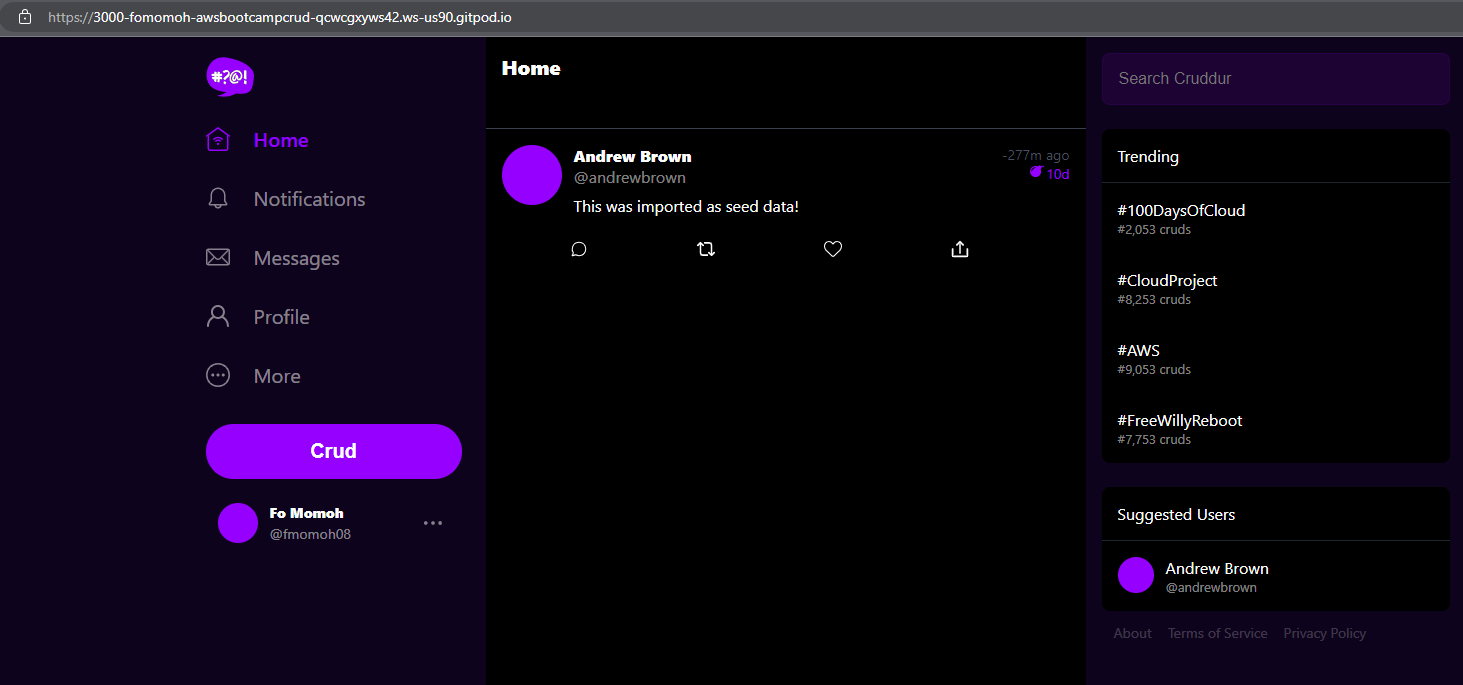 https://3000-fomomoh-awsbootcampcrud-qcwcgxyws42.ws-us90.gitpod.io
#?@!
Home
Notifications
Messages
Profile
More
Crud
Fo Momoh
@fmomoh08
Home
Andrew Brown
-277m ago
@andrewbrown
10d
This was imported as seed data!
Search Cruddur
Trending
#100DaysOfCloud
#2,053 cruds
#CloudProject
#8,253 cruds
#AWS
#9,053 cruds
#FreeWillyReboot
#7,753 cruds
Suggested Users
Andrew Brown
@andrewbrown
About Terms of Service Privacy Policy